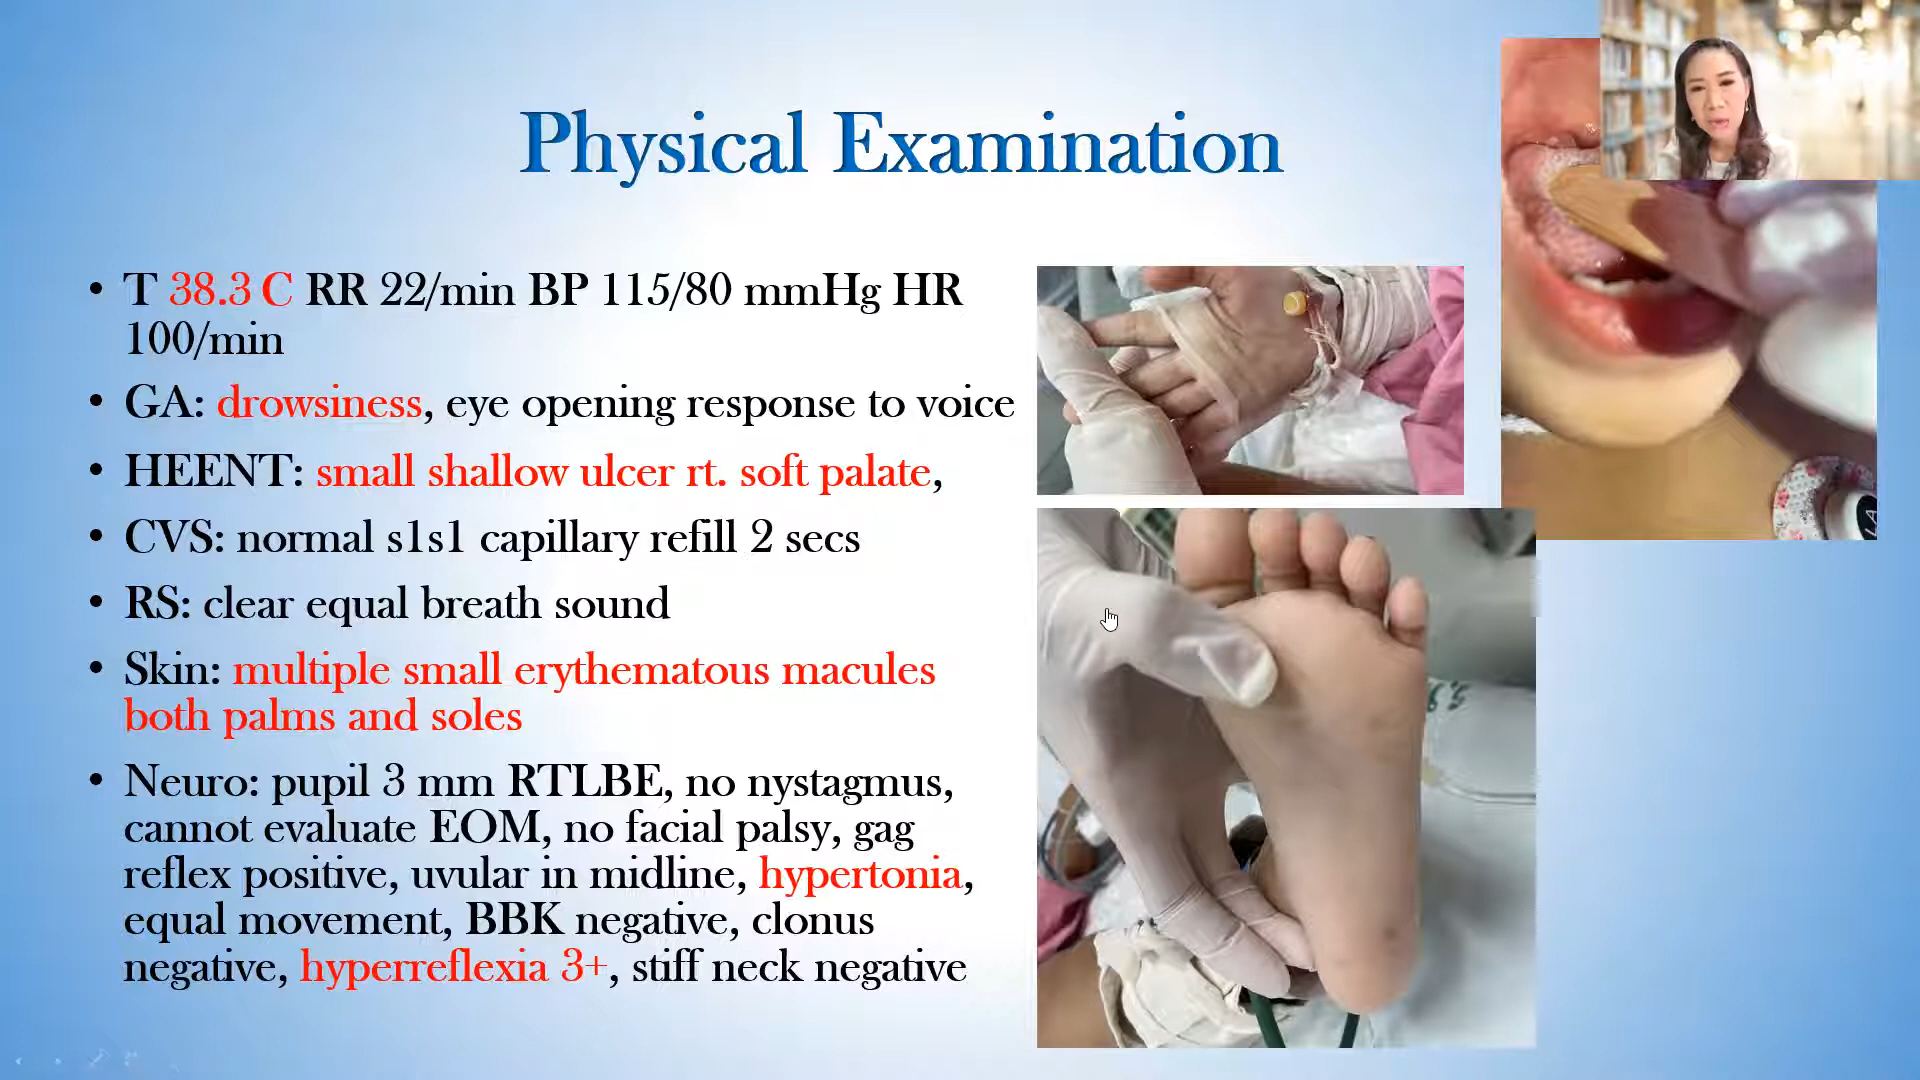 Physical Examination
• T 38.3 C RR 22/min BP 115/80 mmHg HR
100/min
• GA: drowsiness, eye opening response to voice
• HEENT: small shallow ulcer rt. soft palate,
• CVS: normal s1s1 capillary refill 2 secs
• RS: clear equal breath sound
• Skin: multiple small erythematous macules
both palms and soles
• Neuro: pupil 3 mm RTLBE, no nystagmus,
cannot evaluate EOM, no facial palsy, gag
reflex positive, uvular in midline, hypertonia,
equal movement, BBK negative, clonus
negative, hyperreflexia 3+, stiff neck negative